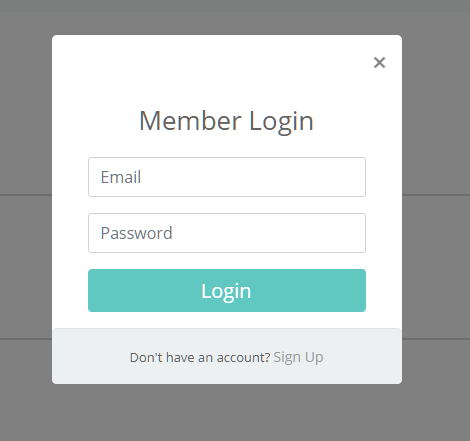 ×
Member Login
Email
Password
Login
Don't have an account? Sign Up